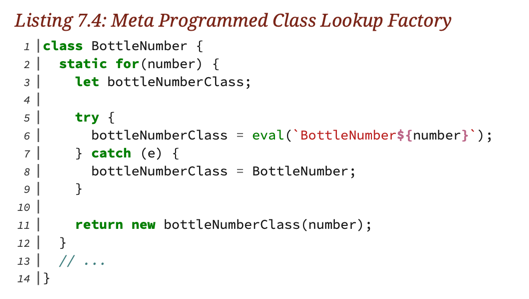 Listing 7.4: Meta Programmed Class Lookup Factory
1 |class BottleNumber {
2 |  static for(number) {
3 |    let bottleNumberClass;
4 |
5 |    try {
6 |      bottleNumberClass = eval(`BottleNumber${number}`);
7 |    } catch (e) {
8 |      bottleNumberClass = BottleNumber;
9 |    }
10 |
11 |    return new bottleNumberClass(number);
12 |  }
13 |  // ...
14 |}